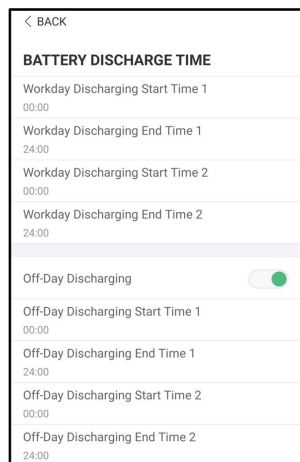 < BACK
BATTERY DISCHARGE TIME
Workday Discharging Start Time 1
00:00
Workday Discharging End Time 1
24:00
Workday Discharging Start Time 2
00:00
Workday Discharging End Time 2
24:00
Off-Day Discharging
Off-Day Discharging Start Time 1
00:00
Off-Day Discharging End Time 1
24:00
Off-Day Discharging Start Time 2
00:00
Off-Day Discharging End Time 2
24:00